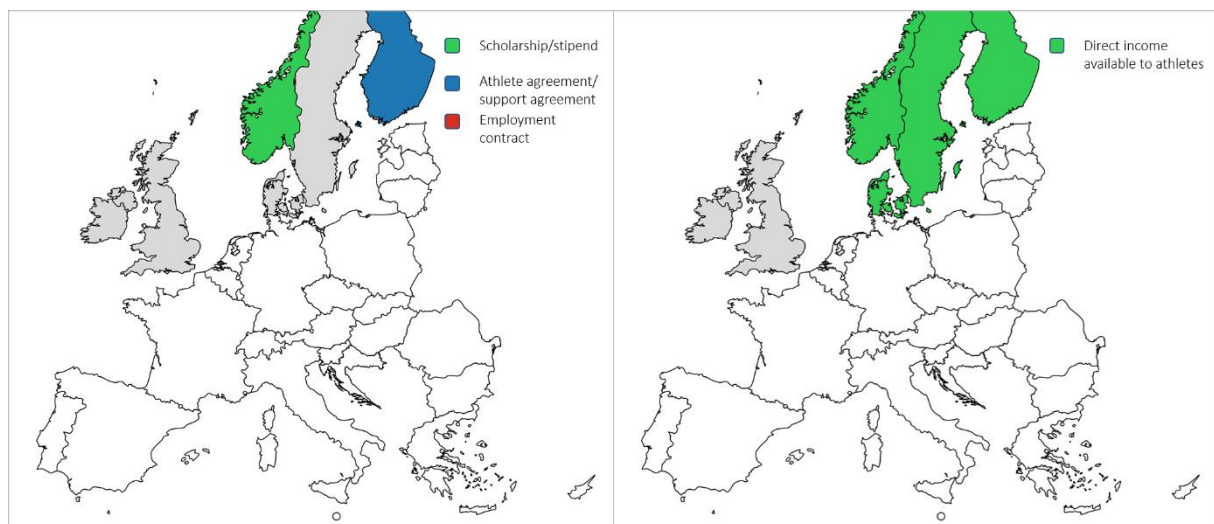 Scholarship/stipend
Athlete agreement/
support agreement
Employment
contract
Direct income
available to athletes